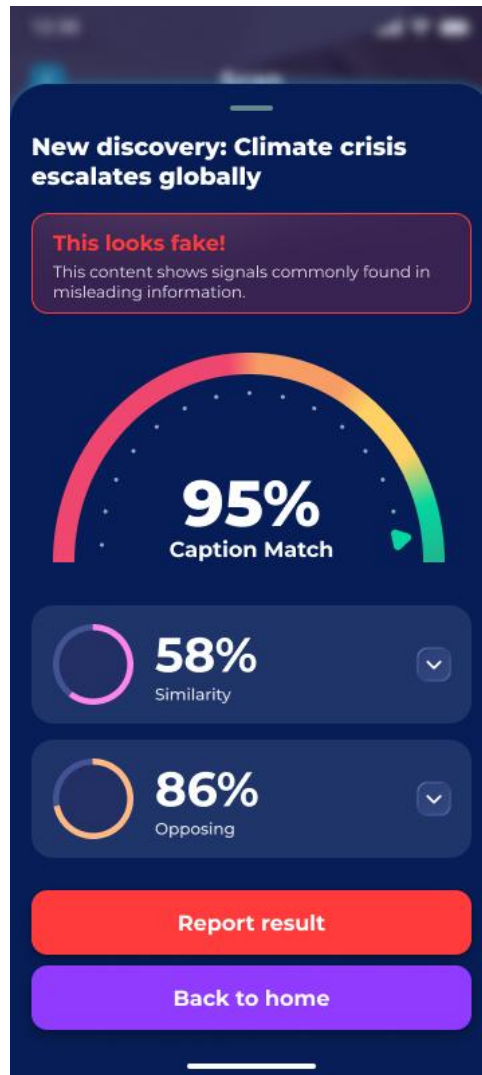 New discovery: Climate crisis
escalates globally
This looks fake!
This content shows signals commonly found in
misleading information.
95%
Caption Match
58%
Similarity
86%
Opposing
Report result
Back to home